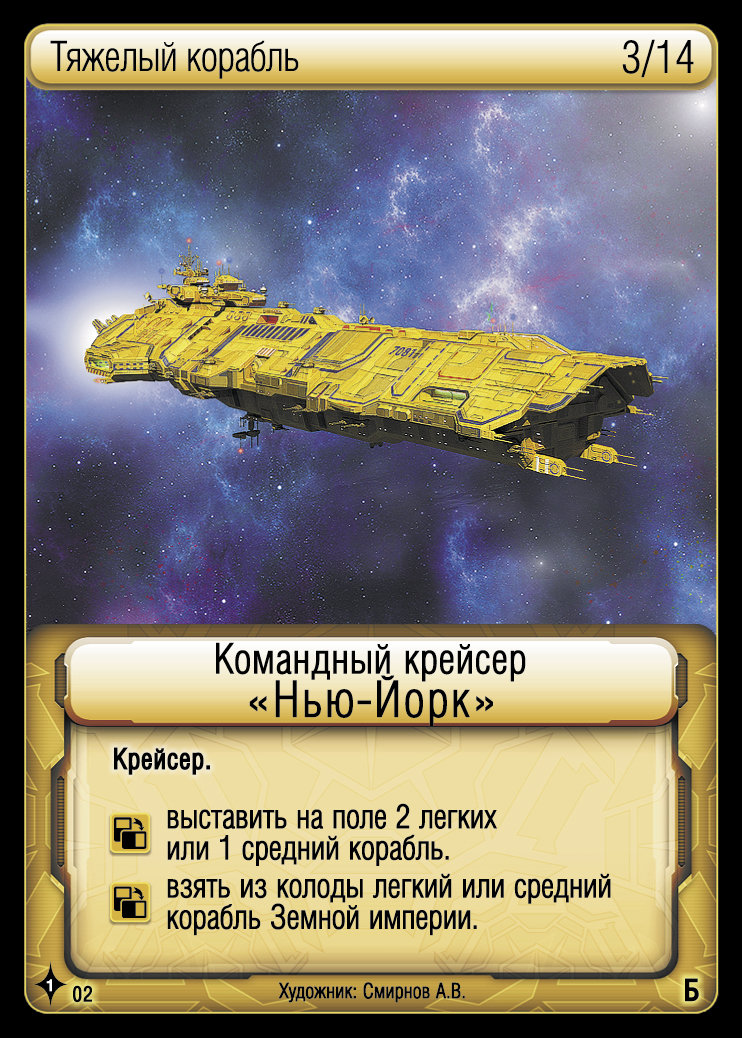 Тяжелый корабль 3/14
7081
Командный крейсер
«Нью-Йорк»
Крейсер.
выставить на поле 2 легких
или 1 средний корабль.
взять из колоды легкий или средний
корабль Земной империи.
1 02 Художник: Смирнов А.В. Б